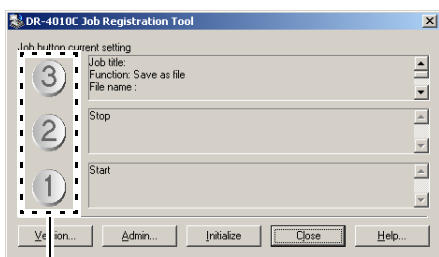 DR-4010C Job Registration Tool
Job button current setting
3
Job title:
Function: Save as file
File name :
2
Stop
1
Start
Version...
Admin...
Initialize
Close
Help...